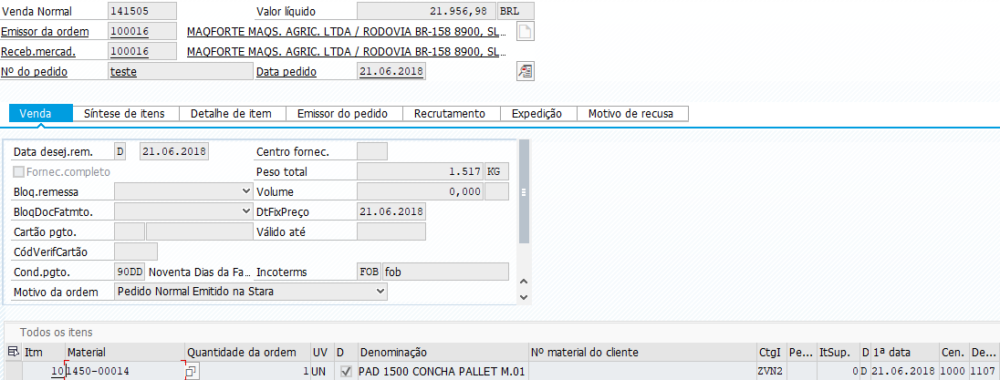 Venda Normal 141505 Valor líquido 21.956,98 BRL
Emissor da ordem 100016 MAQFORTE MAQS. AGRIC. LTDA / RODOVIA BR-158 8900, SL...
Receb.mercad. 100016 MAQFORTE MAQS. AGRIC. LTDA / RODOVIA BR-158 8900, SL...
Nº do pedido teste Data pedido 21.06.2018
Venda Síntese de itens Detalhe de item Emissor do pedido Recrutamento Expedição Motivo de recusa
Data desej.rem. D 21.06.2018 Centro fornec.
Fornec.completo Peso total 1.517 KG
Bloq.remessa Volume 0,000
BloqDocFatmto. DtFixPreço 21.06.2018
Cartão pgto. Válido até
CódVerifCartão
Cond.pgto. 90DD Noventa Dias da Fa... Incoterms FOB fob
Motivo da ordem Pedido Normal Emitido na Stara
Todos os itens
Itm Material Quantidade da ordem UV D Denominação Nº material do cliente CtgI Pe... ItSup. D 1ª data Cen. De...
10 1450-00014 1 UN PAD 1500 CONCHA PALLET M.01 ZVN2 0 D 21.06.2018 1000 1107